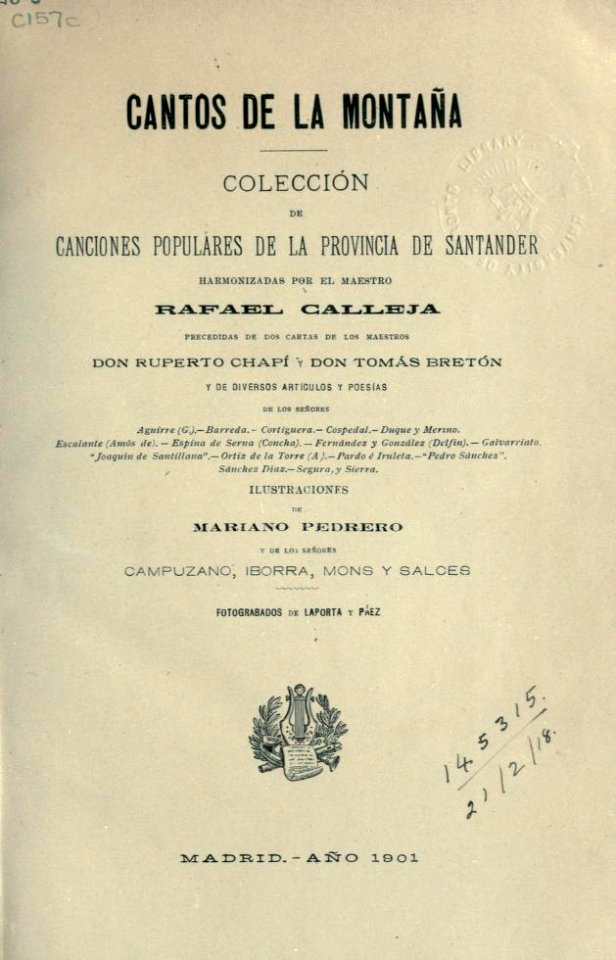 C157c
CANTOS DE LA MONTAÑA
COLECCIÓN
DE
CANCIONES POPULARES DE LA PROVINCIA DE SANTANDER
HARMONIZADAS POR EL MAESTRO
RAFAEL CALLEJA
PRECEDIDAS DE DOS CARTAS DE LOS MAESTROS
DON RUPERTO CHAPÍ Y DON TOMÁS BRETÓN
Y DE DIVERSOS ARTÍCULOS Y POESÍAS
DE LOS SEÑORES
Aguirre (G.).—Barreda.- Cortiguera.—Cospedal.—Duque y Merino.
Escalante (Amós de).—Espina de Serna (Concha).—Fernández y González (Delfín).—Galvarriato.
"Joaquín de Santillana".—Ortiz de la Torre (A).—Pardo é Iruleta.—"Pedro Sánchez".
Sánchez Díaz.—Segura, y Sierra.
ILUSTRACIONES
DE
MARIANO PEDRERO
Y DE LOS SEÑORES
CAMPUZANO, IBORRA, MONS Y SALCES
FOTOGRABADOS DE LAPORTA Y PÁEZ
145315.
21/2/18.
MADRID.-AÑO 1901